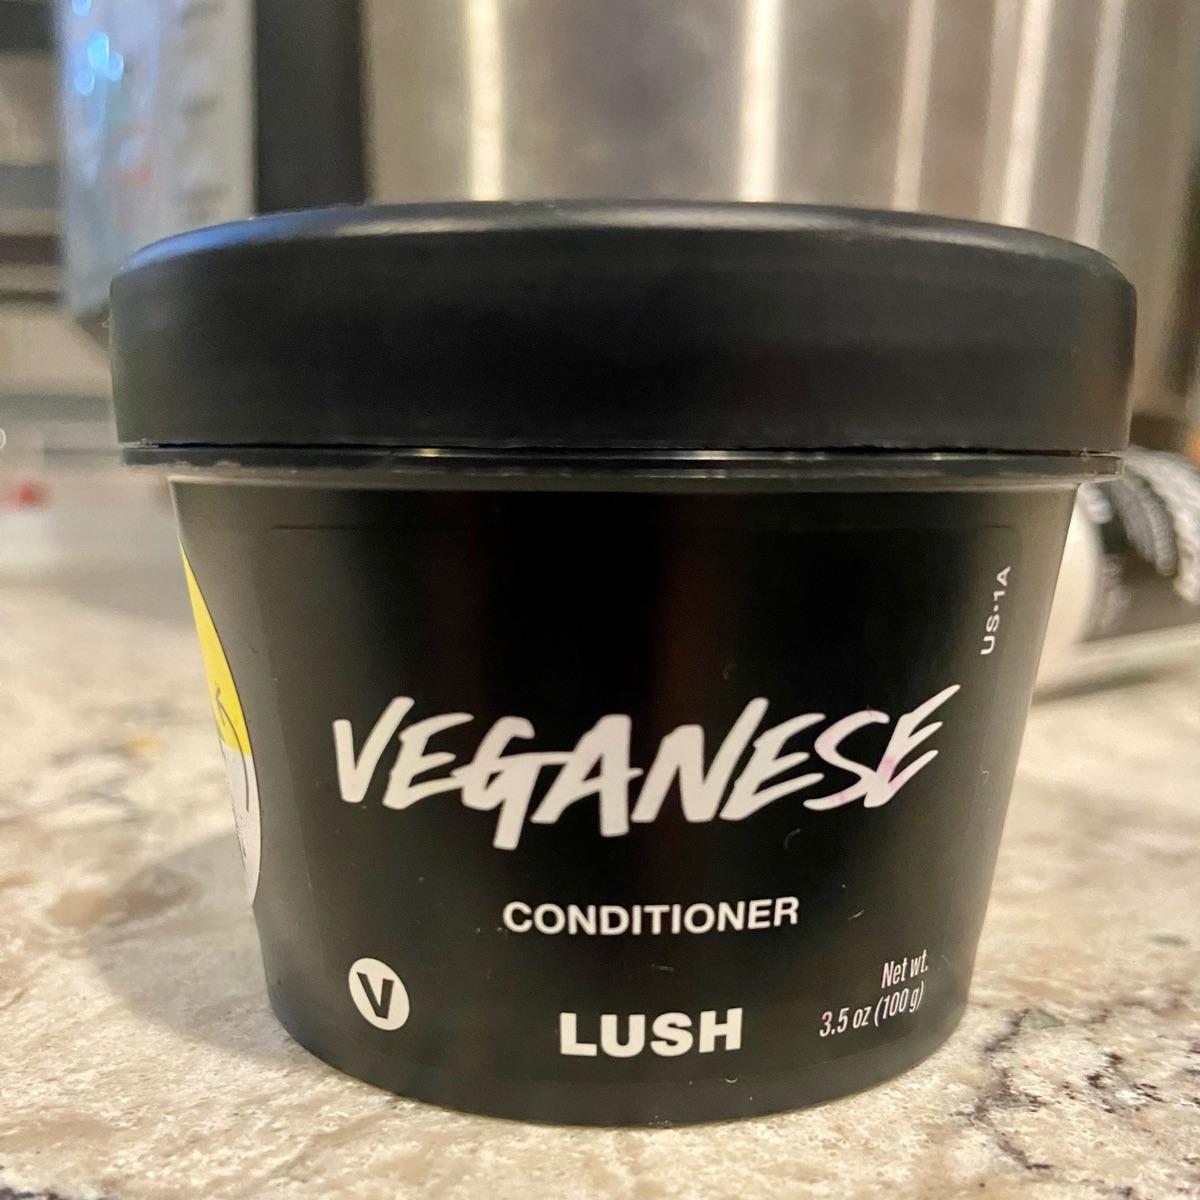 US-1A
VEGANESE
CONDITIONER
V
LUSH
Net wt.
3.5 oz (100 g)